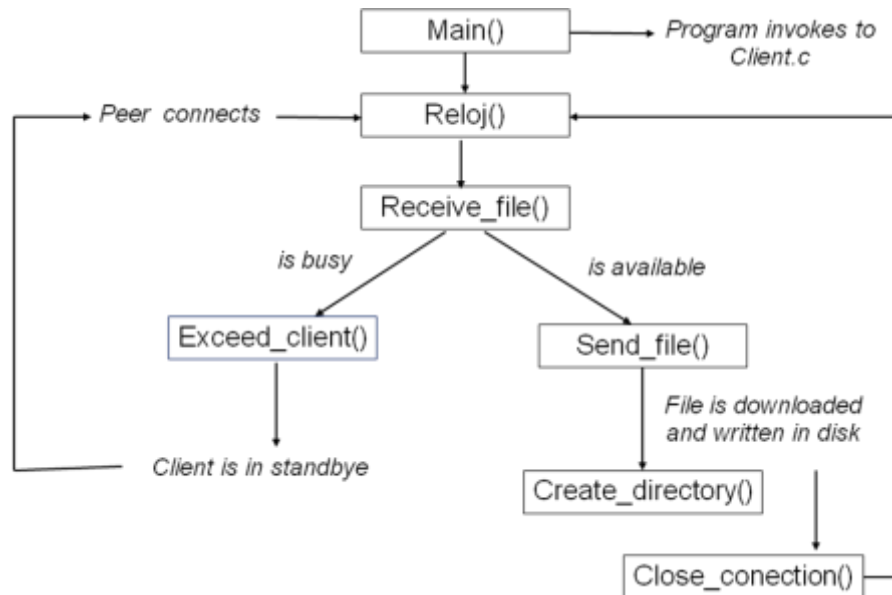 Main()
Program invokes to
Client.c
Peer connects
Reloj()
Receive_file()
is busy
is available
Exceed_client()
Send_file()
File is downloaded
and written in disk
Client is in standbye
Create_directory()
Close_conection()